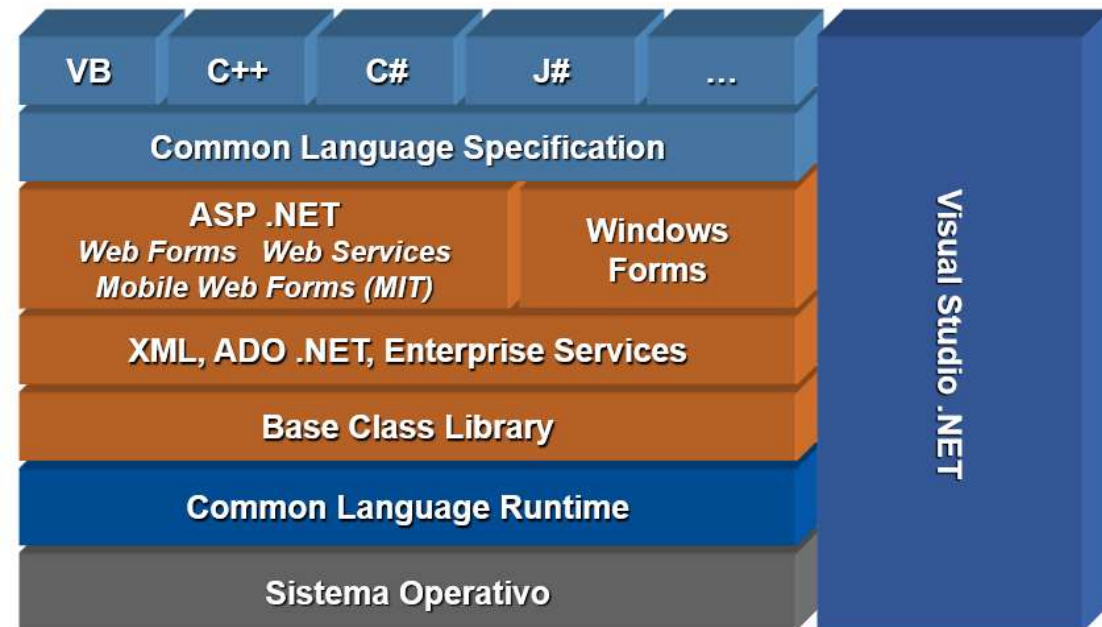 VB C++ C# J# ...
Common Language Specification
ASP .NET
Web Forms Web Services
Mobile Web Forms (MIT)
Windows
Forms
XML, ADO .NET, Enterprise Services
Base Class Library
Common Language Runtime
Sistema Operativo
Visual Studio .NET